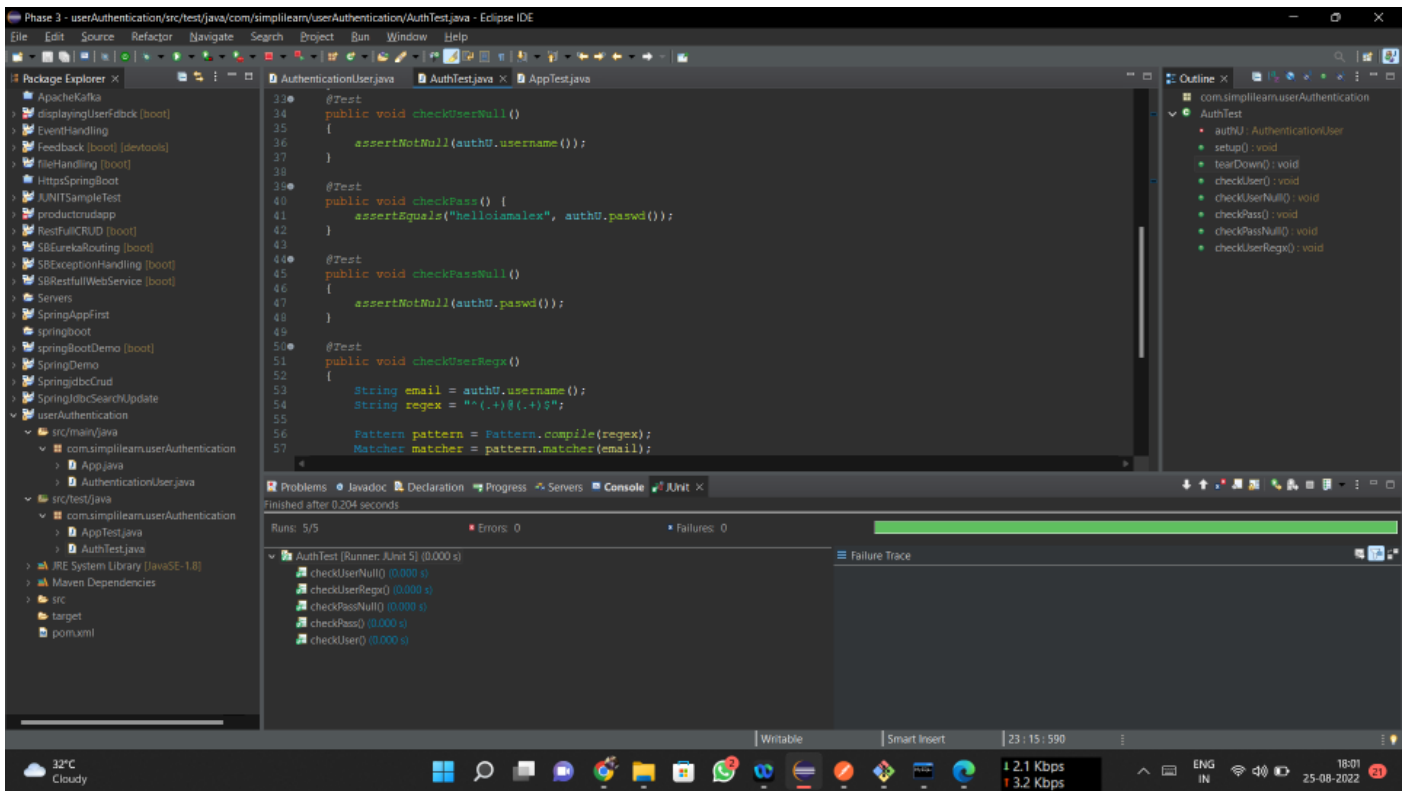 Phase 3 - userAuthentication/src/test/java/com/simplilearn/userAuthentication/AuthTest.java - Eclipse IDE
File Edit Source Refactor Navigate Search Project Run Window Help
Package Explorer
ApacheKafka
displayingUserFdbck [boot]
EventHandling
Feedback [boot] [devtools]
fileHandling [boot]
HttpsSpringBoot
JUNITSampleTest
productcrudapp
RestFullCRUD [boot]
SBEurekaRouting [boot]
SBExceptionHandling [boot]
SBRestfullWebService [boot]
Servers
SpringAppFirst
springboot
springBootDemo [boot]
SpringDemo
SpringjdbcCrud
SpringJdbcSearchUpdate
userAuthentication
src/main/java
com.simplilearn.userAuthentication
App.java
AuthenticationUser.java
src/test/java
com.simplilearn.userAuthentication
AppTest.java
AuthTest.java
JRE System Library [JavaSE-1.8]
Maven Dependencies
src
target
pom.xml
AuthenticationUser.java AuthTest.java AppTest.java
33 @Test
34 public void checkUserNull()
35 {
36 assertNotNull(authU.username());
37 }
38
39 @Test
40 public void checkPass() {
41 assertEquals("helloiamalex", authU.paswd());
42 }
43
44 @Test
45 public void checkPassNull()
46 {
47 assertNotNull(authU.paswd());
48 }
49
50 @Test
51 public void checkUserRegx()
52 {
53 String email = authU.username();
54 String regex = "^(.+)@(.+)$";
55
56 Pattern pattern = Pattern.compile(regex);
57 Matcher matcher = pattern.matcher(email);
Outline
com.simplilearn.userAuthentication
AuthTest
authU : AuthenticationUser
setup() : void
tearDown() : void
checkUser() : void
checkUserNull() : void
checkPass() : void
checkPassNull() : void
checkUserRegx() : void
Problems Javadoc Declaration Progress Servers Console JUnit
Finished after 0.204 seconds
Runs: 5/5 Errors: 0 Failures: 0
AuthTest [Runner: JUnit 5] (0.000 s)
checkUserNull() (0.000 s)
checkUserRegx() (0.000 s)
checkPassNull() (0.000 s)
checkPass() (0.000 s)
checkUser() (0.000 s)
Failure Trace
Writable Smart Insert 23 : 15 : 590
32°C
Cloudy
2
2.1 Kbps
3.2 Kbps
ENG
IN
18:01
25-08-2022
21